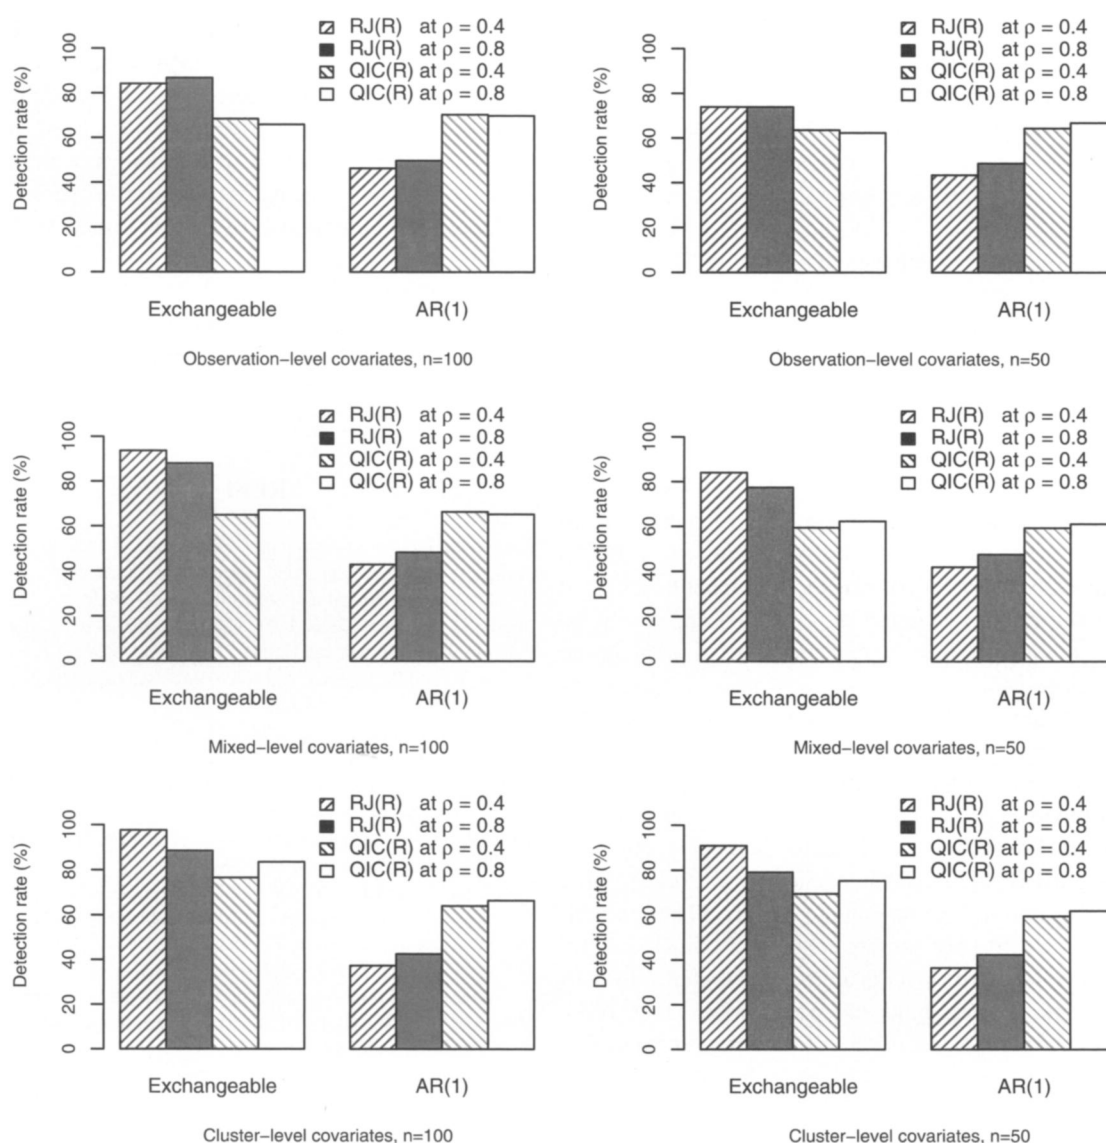 RJ(R) at ρ = 0.4
RJ(R) at ρ = 0.8
QIC(R) at ρ = 0.4
QIC(R) at ρ = 0.8
Detection rate (%)
0 20 40 60 80 100
Exchangeable AR(1)
Observation−level covariates, n=100
RJ(R) at ρ = 0.4
RJ(R) at ρ = 0.8
QIC(R) at ρ = 0.4
QIC(R) at ρ = 0.8
Detection rate (%)
0 20 40 60 80 100
Exchangeable AR(1)
Observation−level covariates, n=50
RJ(R) at ρ = 0.4
RJ(R) at ρ = 0.8
QIC(R) at ρ = 0.4
QIC(R) at ρ = 0.8
Detection rate (%)
0 20 40 60 80 100
Exchangeable AR(1)
Mixed−level covariates, n=100
RJ(R) at ρ = 0.4
RJ(R) at ρ = 0.8
QIC(R) at ρ = 0.4
QIC(R) at ρ = 0.8
Detection rate (%)
0 20 40 60 80 100
Exchangeable AR(1)
Mixed−level covariates, n=50
RJ(R) at ρ = 0.4
RJ(R) at ρ = 0.8
QIC(R) at ρ = 0.4
QIC(R) at ρ = 0.8
Detection rate (%)
0 20 40 60 80 100
Exchangeable AR(1)
Cluster−level covariates, n=100
RJ(R) at ρ = 0.4
RJ(R) at ρ = 0.8
QIC(R) at ρ = 0.4
QIC(R) at ρ = 0.8
Detection rate (%)
0 20 40 60 80 100
Exchangeable AR(1)
Cluster−level covariates, n=50